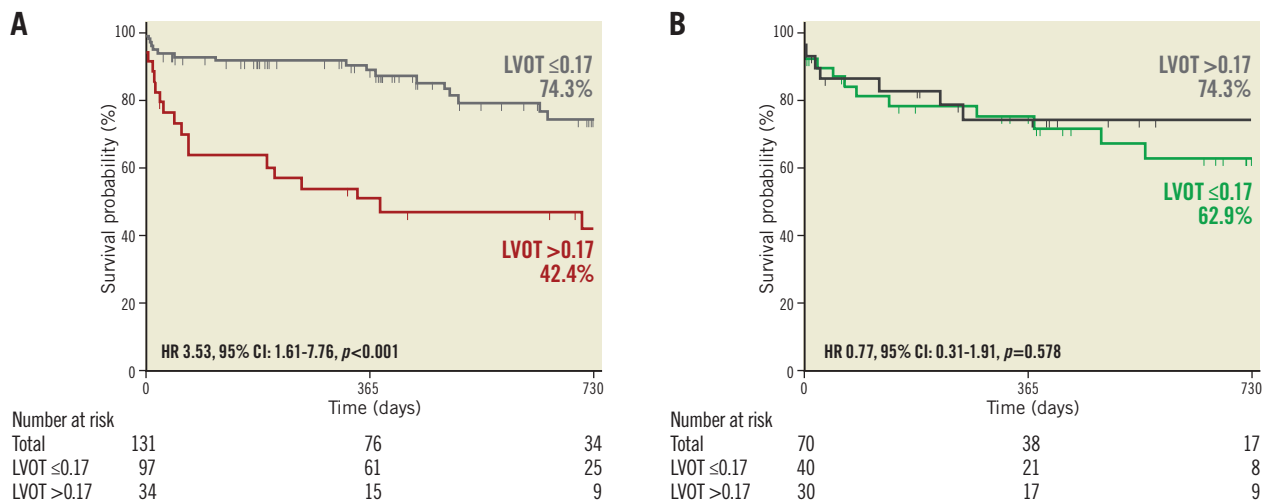 A
Survival probability (%)
100
80
60
40
20
0
LVOT ≤0.17
74.3%
LVOT >0.17
42.4%
HR 3.53, 95% CI: 1.61-7.76, p<0.001
0 365 730
Time (days)
Number at risk
Total 131 76 34
LVOT ≤0.17 97 61 25
LVOT >0.17 34 15 9
B
Survival probability (%)
100
80
60
40
20
0
LVOT >0.17
74.3%
LVOT ≤0.17
62.9%
HR 0.77, 95% CI: 0.31-1.91, p=0.578
0 365 730
Time (days)
Number at risk
Total 70 38 17
LVOT ≤0.17 40 21 8
LVOT >0.17 30 17 9